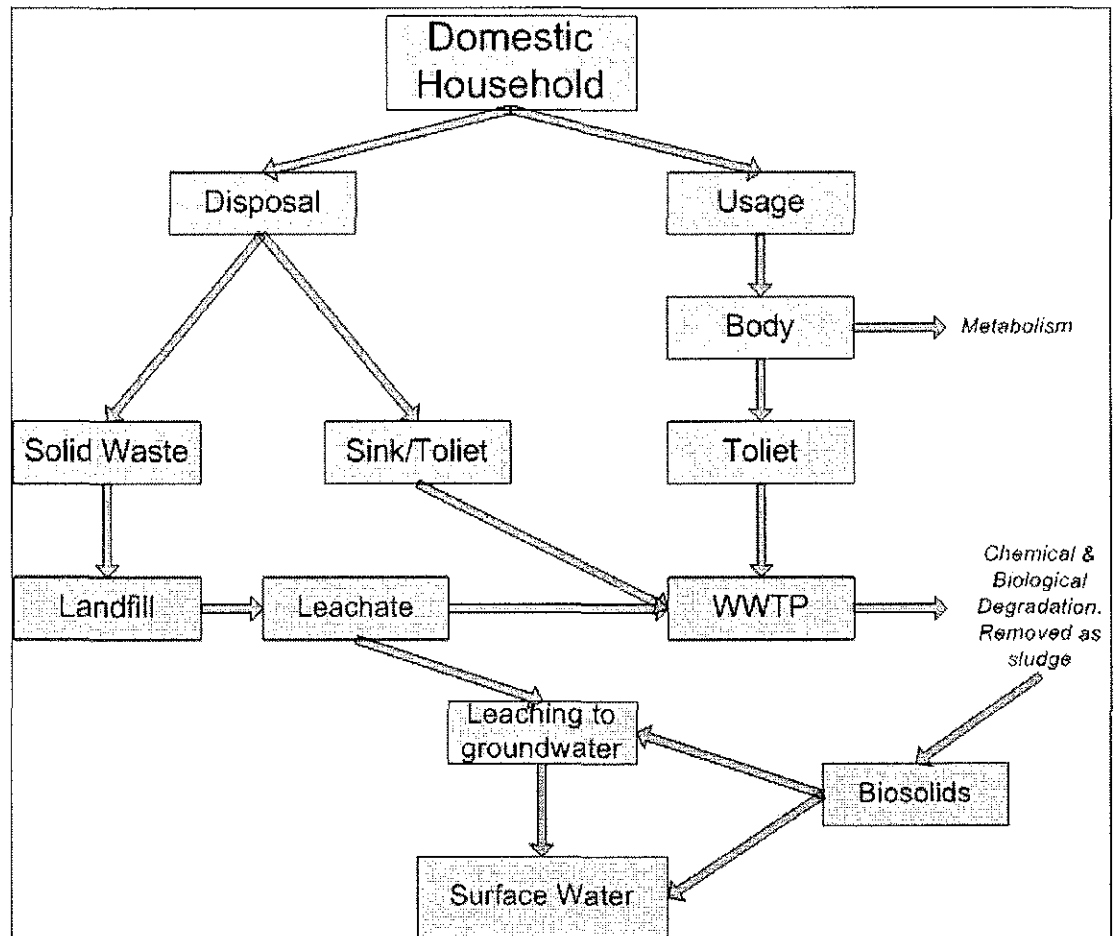 Domestic
Household
Disposal
Usage
Body
Metabolism
Solid Waste
Sink/Toliet
Toliet
Chemical &
Biological
Degradation.
Removed as
sludge
Landfill
Leachate
WWTP
Leaching to
groundwater
Biosolids
Surface Water